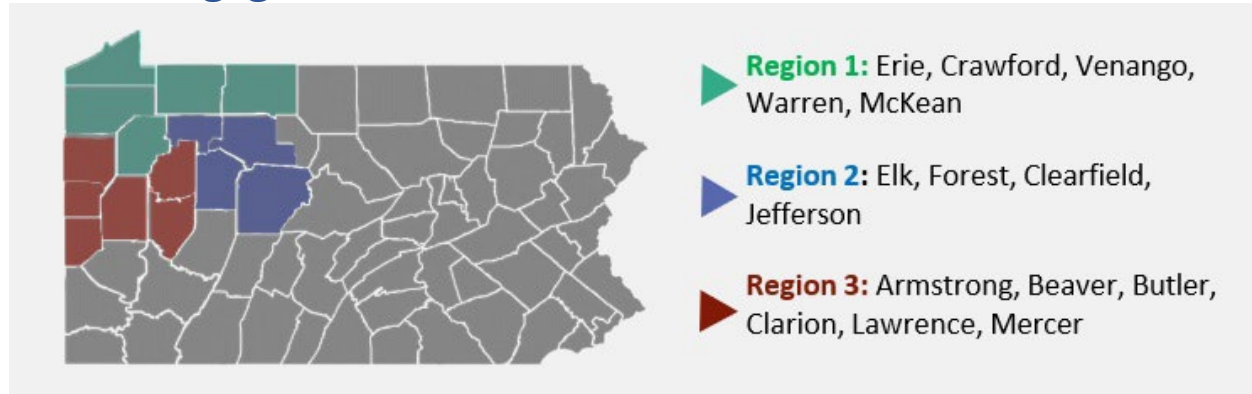 Region 1: Erie, Crawford, Venango,
Warren, McKean
Region 2: Elk, Forest, Clearfield,
Jefferson
Region 3: Armstrong, Beaver, Butler,
Clarion, Lawrence, Mercer